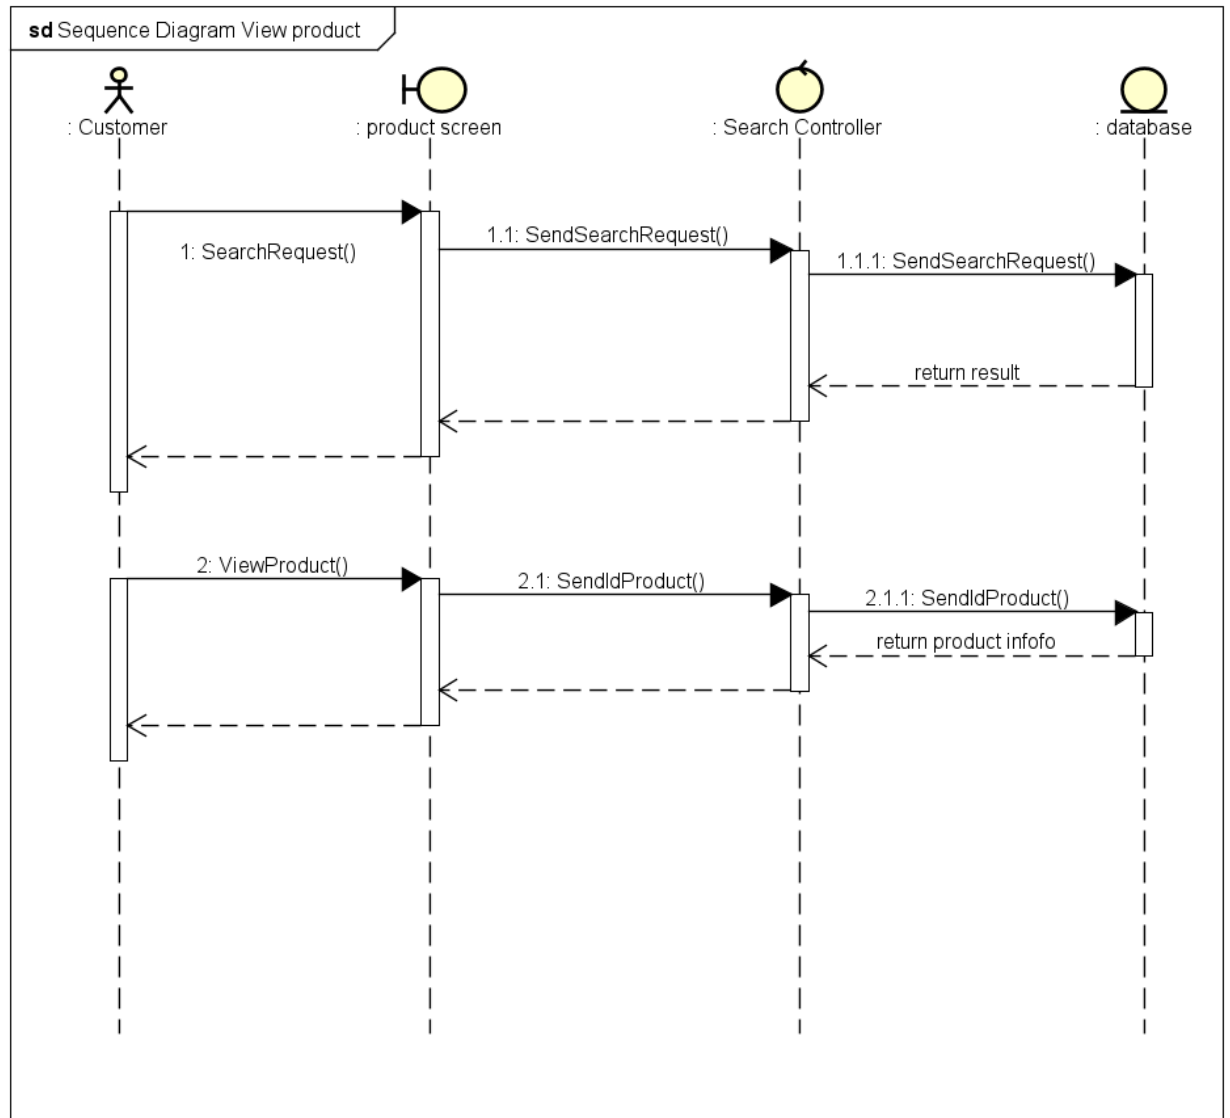 sd Sequence Diagram View product
: Customer
: product screen
: Search Controller
: database
1: SearchRequest()
1.1: SendSearchRequest()
1.1.1: SendSearchRequest()
return result
2: ViewProduct()
2.1: SendIdProduct()
2.1.1: SendIdProduct()
return product infofo